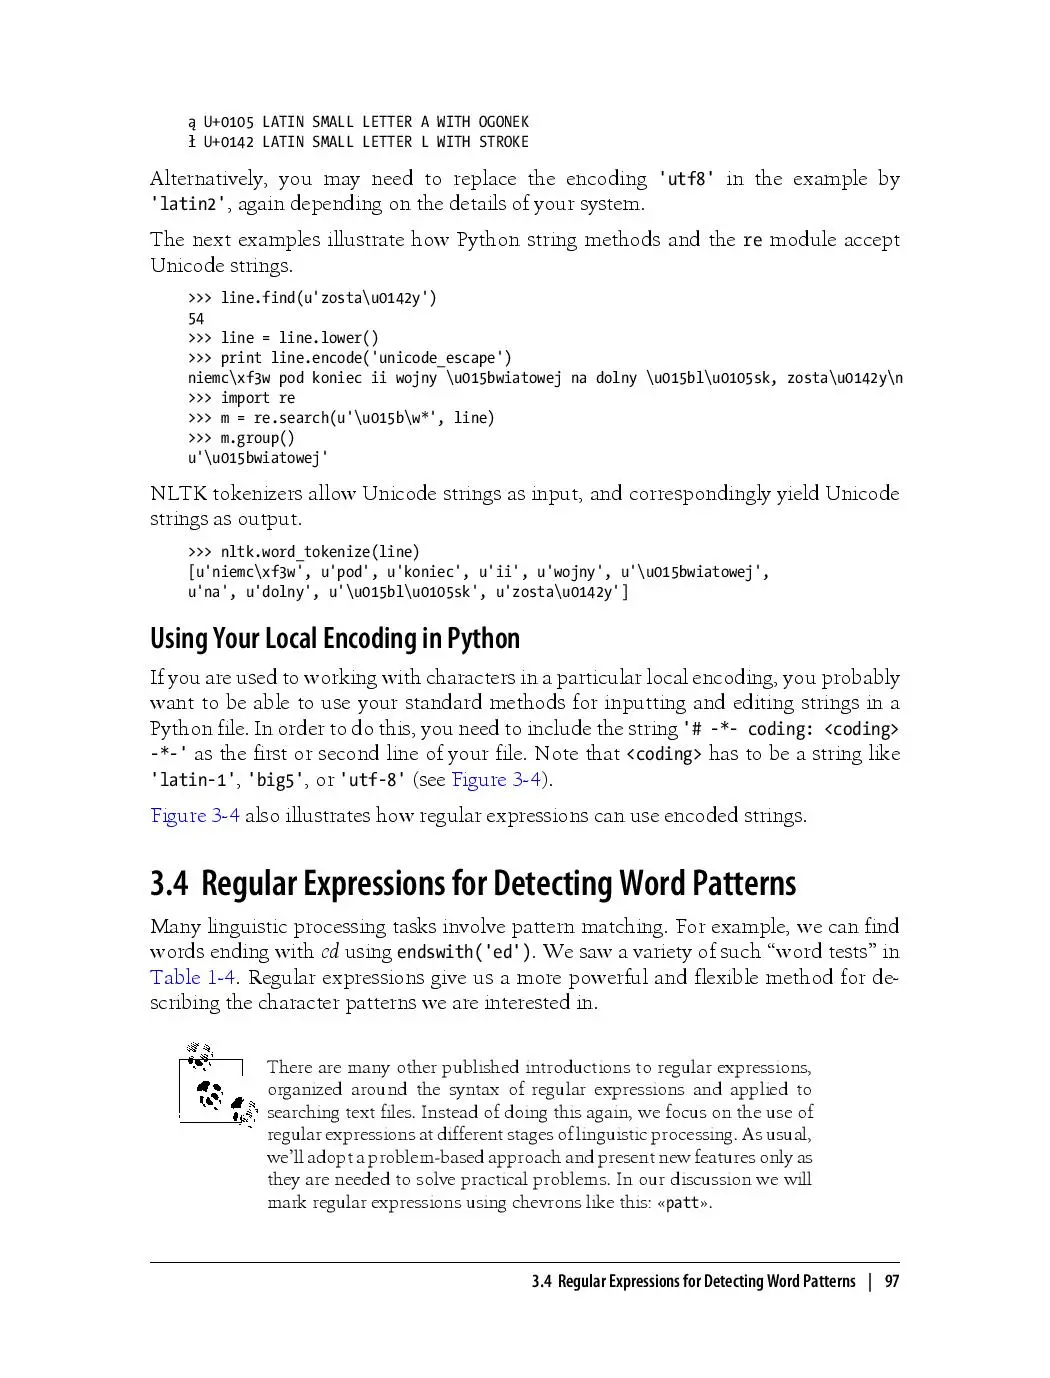 ą U+0105 LATIN SMALL LETTER A WITH OGONEK
ł U+0142 LATIN SMALL LETTER L WITH STROKE
Alternatively, you may need to replace the encoding 'utf8' in the example by
'latin2', again depending on the details of your system.
The next examples illustrate how Python string methods and the re module accept
Unicode strings.
>>> line.find(u'zosta\u0142y')
54
>>> line = line.lower()
>>> print line.encode('unicode_escape')
niemc\xf3w pod koniec ii wojny \u015bwiatowej na dolny \u015bl\u0105sk, zosta\u0142y\n
>>> import re
>>> m = re.search(u'\u015b\w*', line)
>>> m.group()
u'\u015bwiatowej'
NLTK tokenizers allow Unicode strings as input, and correspondingly yield Unicode
strings as output.
>>> nltk.word_tokenize(line)
[u'niemc\xf3w', u'pod', u'koniec', u'ii', u'wojny', u'\u015bwiatowej',
u'na', u'dolny', u'\u015bl\u0105sk', u'zosta\u0142y']
Using Your Local Encoding in Python
If you are used to working with characters in a particular local encoding, you probably
want to be able to use your standard methods for inputting and editing strings in a
Python file. In order to do this, you need to include the string '# -*- coding: <coding>
-*-' as the first or second line of your file. Note that <coding> has to be a string like
'latin-1', 'big5', or 'utf-8' (see Figure 3-4).
Figure 3-4 also illustrates how regular expressions can use encoded strings.
3.4 Regular Expressions for Detecting Word Patterns
Many linguistic processing tasks involve pattern matching. For example, we can find
words ending with ed using endswith('ed'). We saw a variety of such “word tests” in
Table 1-4. Regular expressions give us a more powerful and flexible method for de-
scribing the character patterns we are interested in.
There are many other published introductions to regular expressions,
organized around the syntax of regular expressions and applied to
searching text files. Instead of doing this again, we focus on the use of
regular expressions at different stages of linguistic processing. As usual,
we’ll adopt a problem-based approach and present new features only as
they are needed to solve practical problems. In our discussion we will
mark regular expressions using chevrons like this: «patt».
3.4 Regular Expressions for Detecting Word Patterns | 97